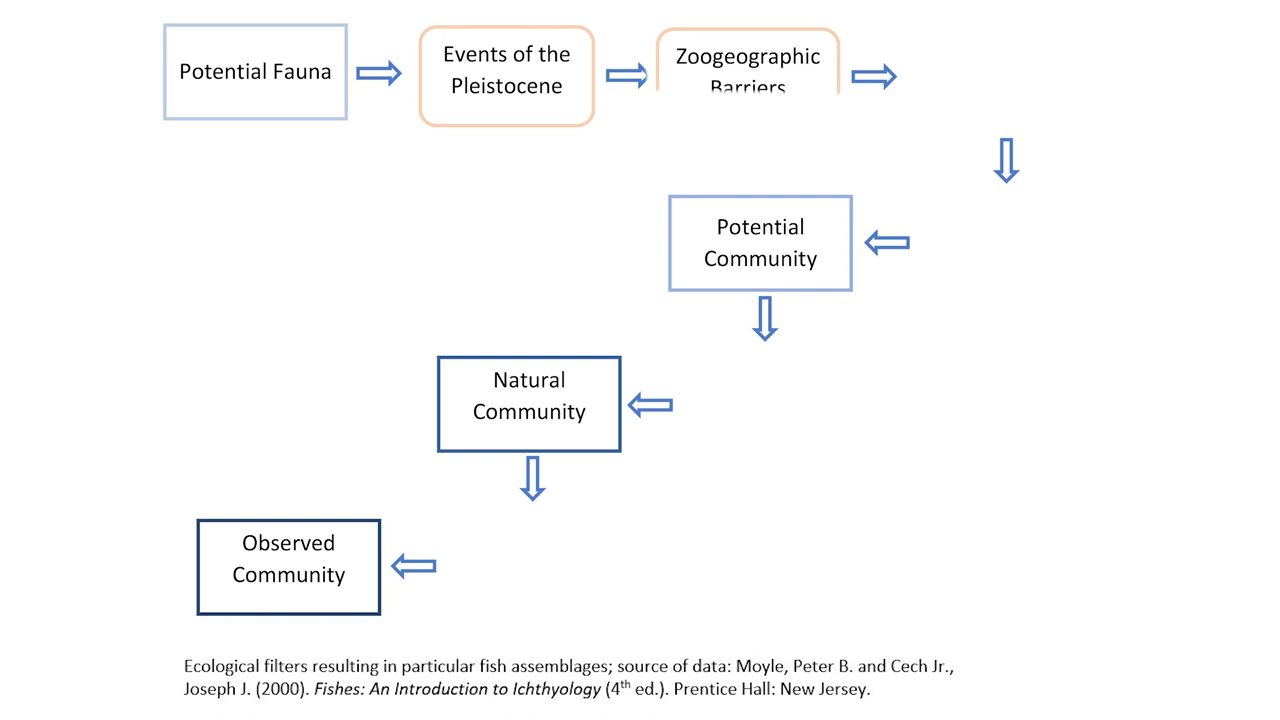 Potential Fauna
Events of the
Pleistocene
Zoogeographic
Barriers
Potential
Community
Natural
Community
Observed
Community
Ecological filters resulting in particular fish assemblages; source of data: Moyle, Peter B. and Cech Jr.,
Joseph J. (2000). Fishes: An Introduction to Ichthyology (4th ed.). Prentice Hall: New Jersey.